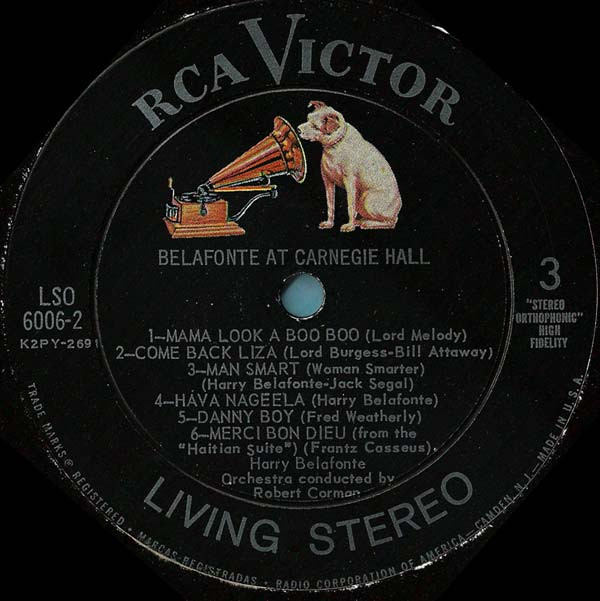 RCA VICTOR
BELAFONTE AT CARNEGIE HALL
LSO
6006-2
K2PY-2691
3
"STEREO
ORTHOPHONIC"
HIGH
FIDELITY
1—MAMA LOOK A BOO BOO (Lord Melody)
2—COME BACK LIZA (Lord Burgess-Bill Attaway)
3—MAN SMART (Woman Smarter)
(Harry Belafonte-Jack Segal)
4—HAVA NAGEELA (Harry Belafonte)
5—DANNY BOY (Fred Weatherly)
6—MERCI BON DIEU (from the
"Haitian Suite") (Frantz Casseus)
Harry Belafonte
Orchestra conducted by
Robert Corman
LIVING STEREO
TRADE MARKS ® REGISTERED • MARCAS REGISTRADAS • RADIO CORPORATION OF AMERICA—CAMDEN, N. J.—MADE IN U.S.A.